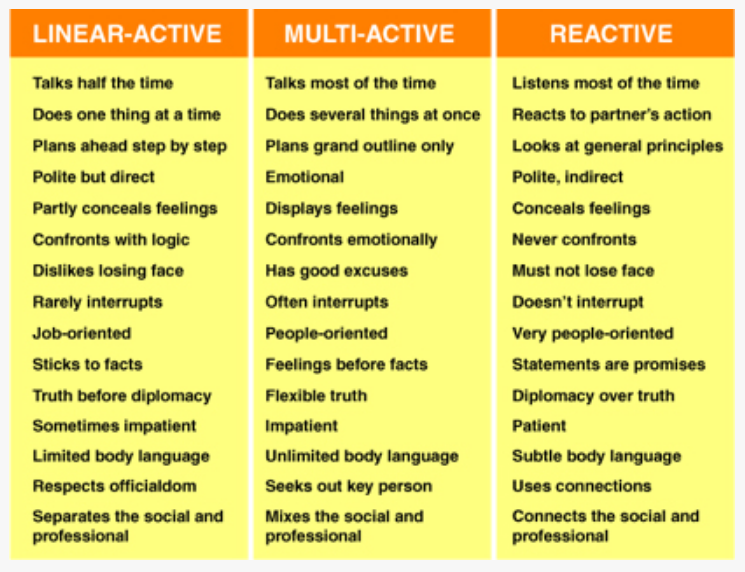 LINEAR-ACTIVE
Talks half the time
Does one thing at a time
Plans ahead step by step
Polite but direct
Partly conceals feelings
Confronts with logic
Dislikes losing face
Rarely interrupts
Job-oriented
Sticks to facts
Truth before diplomacy
Sometimes impatient
Limited body language
Respects officialdom
Separates the social and
professional
MULTI-ACTIVE
Talks most of the time
Does several things at once
Plans grand outline only
Emotional
Displays feelings
Confronts emotionally
Has good excuses
Often interrupts
People-oriented
Feelings before facts
Flexible truth
Impatient
Unlimited body language
Seeks out key person
Mixes the social and
professional
REACTIVE
Listens most of the time
Reacts to partner's action
Looks at general principles
Polite, indirect
Conceals feelings
Never confronts
Must not lose face
Doesn't interrupt
Very people-oriented
Statements are promises
Diplomacy over truth
Patient
Subtle body language
Uses connections
Connects the social and
professional